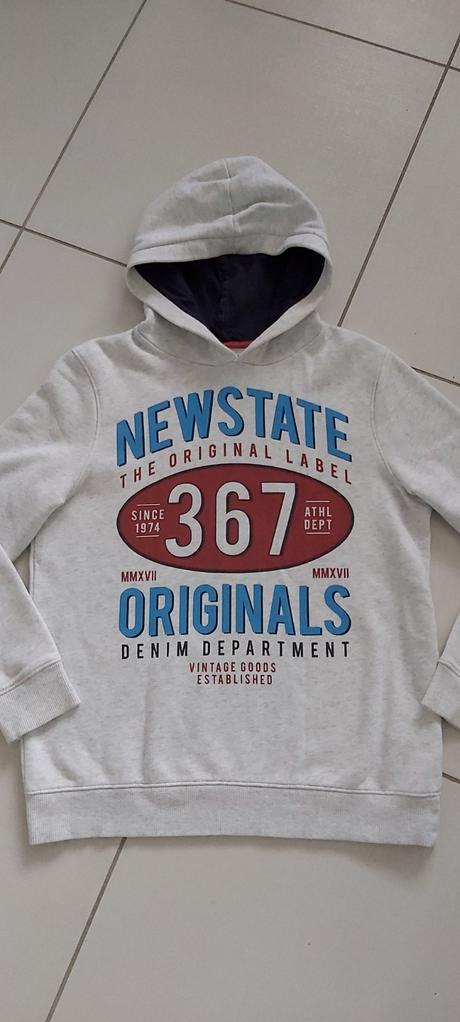 NEWSTATE
THE ORIGINAL LABEL
SINCE 1974
367
ATHL DEPT
MMXVII MMXVII
ORIGINALS
DENIM DEPARTMENT
VINTAGE GOODS
ESTABLISHED